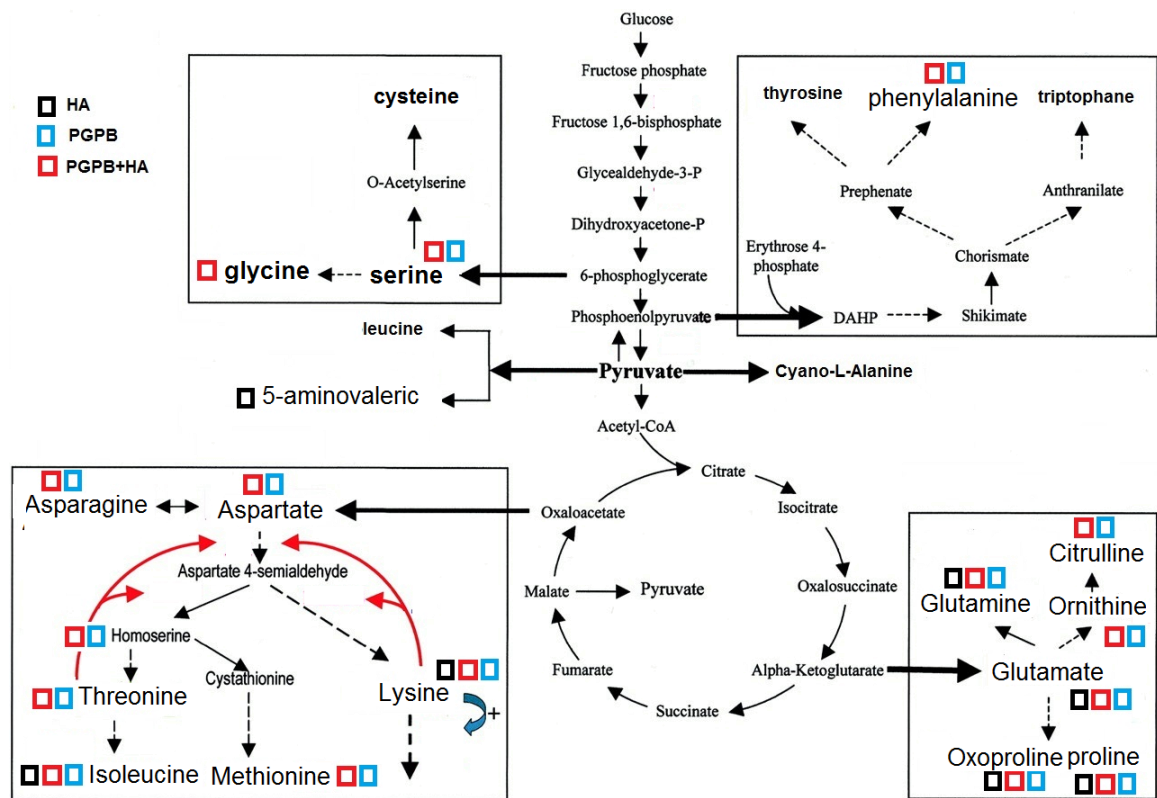 HA
PGPB
PGPB+HA
cysteine
O-Acetylserine
glycine
serine
Glucose
Fructose phosphate
Fructose 1,6-bisphosphate
Glycealdehyde-3-P
Dihydroxyacetone-P
6-phosphoglycerate
Phosphoenolpyruvate
Pyruvate
Acetyl-CoA
thyrosine
phenylalanine
triptophane
Prephenate
Anthranilate
Erythrose 4-
phosphate
Chorismate
DAHP
Shikimate
leucine
5-aminovaleric
Cyano-L-Alanine
Asparagine
Aspartate
Aspartate 4-semialdehyde
Homoserine
Cystathionine
Threonine
Lysine
+
Isoleucine
Methionine
Citrate
Oxaloacetate
Isocitrate
Malate
Pyruvate
Oxalosuccinate
Fumarate
Alpha-Ketoglutarate
Succinate
Citrulline
Glutamine
Ornithine
Glutamate
Oxoproline
proline